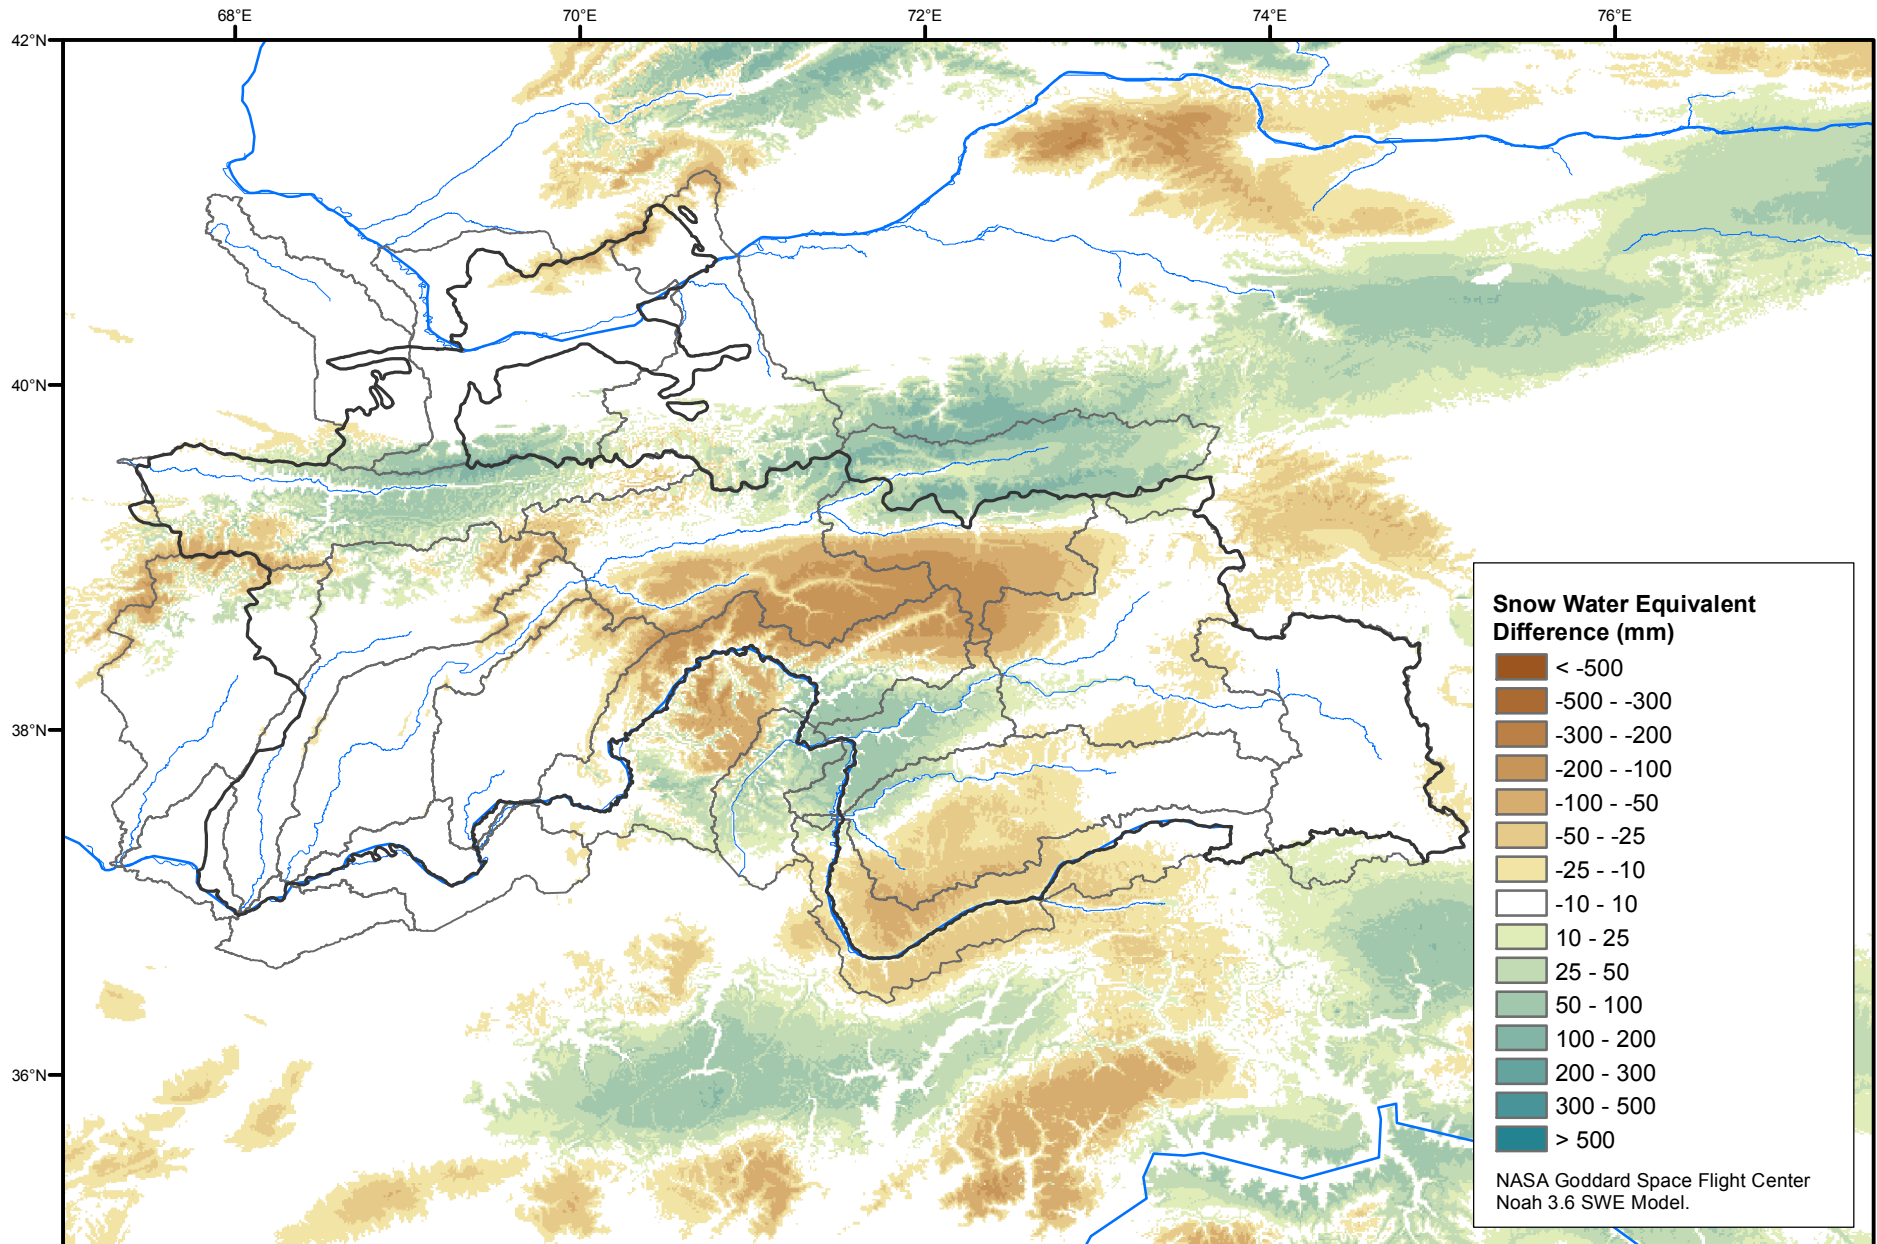 68°E 70°E 72°E 74°E 76°E
42°N
40°N
38°N
36°N
Snow Water Equivalent
Difference (mm)
< -500
-500 - -300
-300 - -200
-200 - -100
-100 - -50
-50 - -25
-25 - -10
-10 - 10
10 - 25
25 - 50
50 - 100
100 - 200
200 - 300
300 - 500
> 500
NASA Goddard Space Flight Center
Noah 3.6 SWE Model.